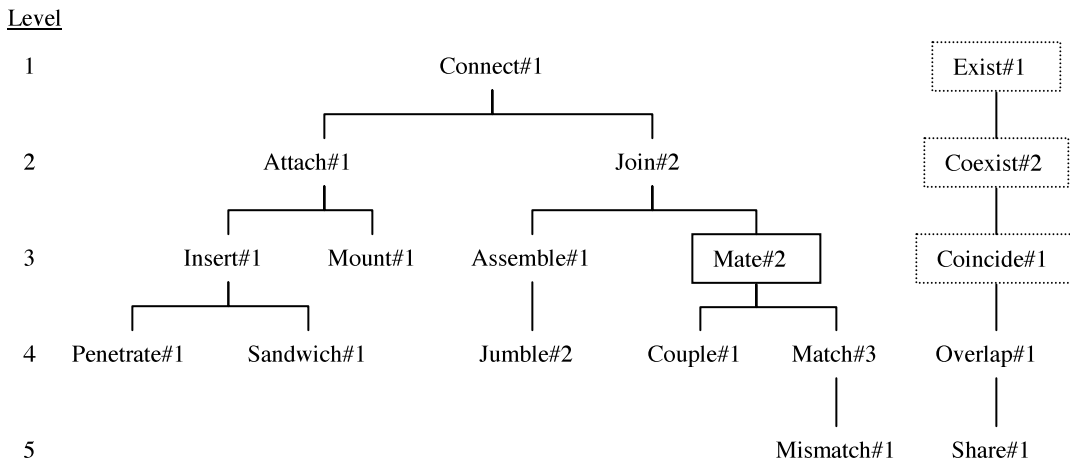 Level
1 Connect#1 Exist#1
2 Attach#1 Join#2 Coexist#2
3 Insert#1 Mount#1 Assemble#1 Mate#2 Coincide#1
4 Penetrate#1 Sandwich#1 Jumble#2 Couple#1 Match#3 Overlap#1
5 Mismatch#1 Share#1